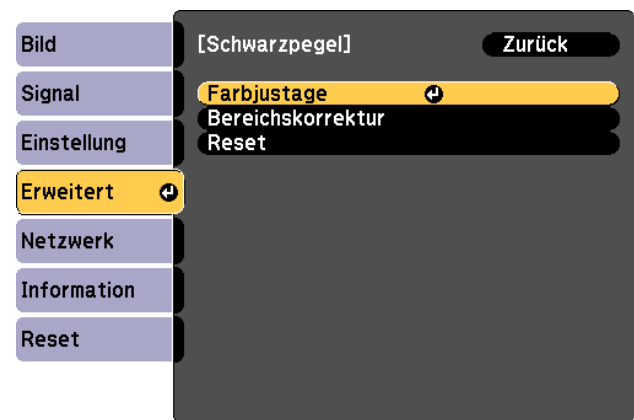 Bild
Signal
Einstellung
Erweitert
Netzwerk
Information
Reset
[Schwarzpegel] Zurück
Farbjustage
Bereichskorrektur
Reset